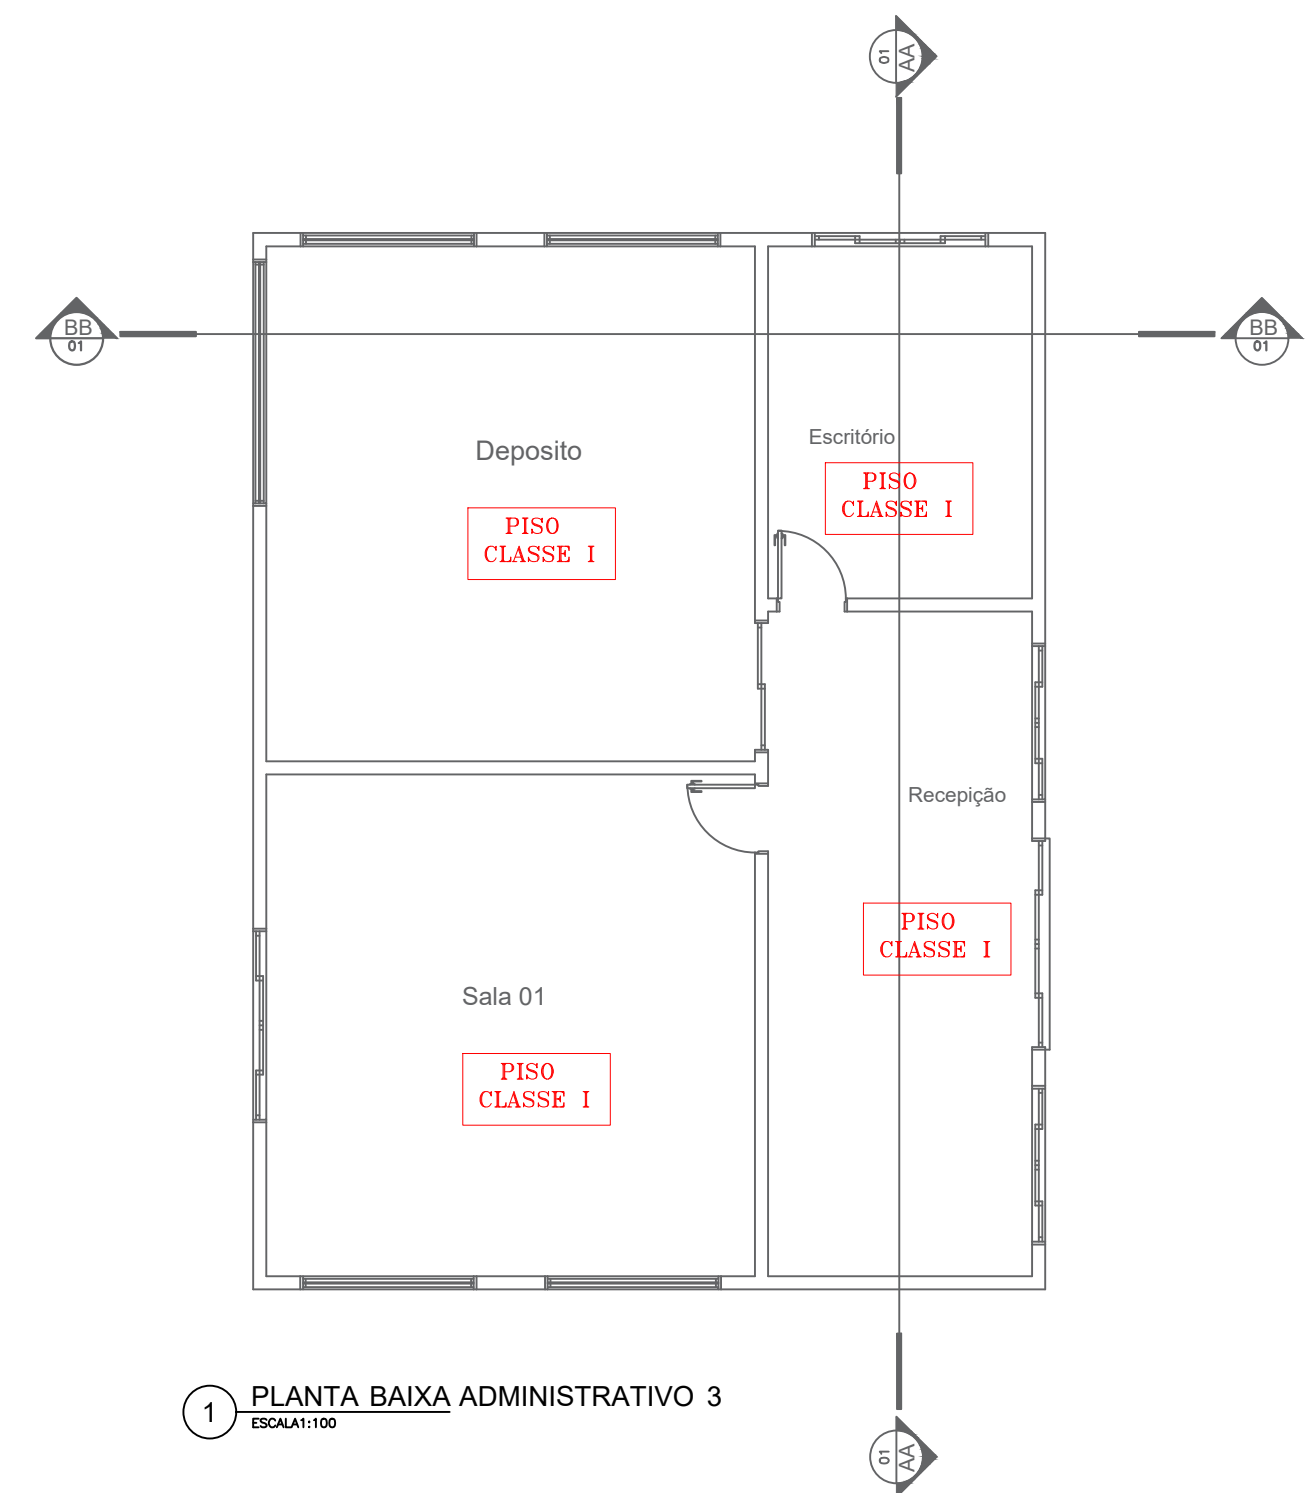 01
AA
BB
01
BB
01
Deposito
PISO
CLASSE I
Escritório
PISO
CLASSE I
Recepição
PISO
CLASSE I
Sala 01
PISO
CLASSE I
1
PLANTA BAIXA ADMINISTRATIVO 3
ESCALA1:100
01
AA